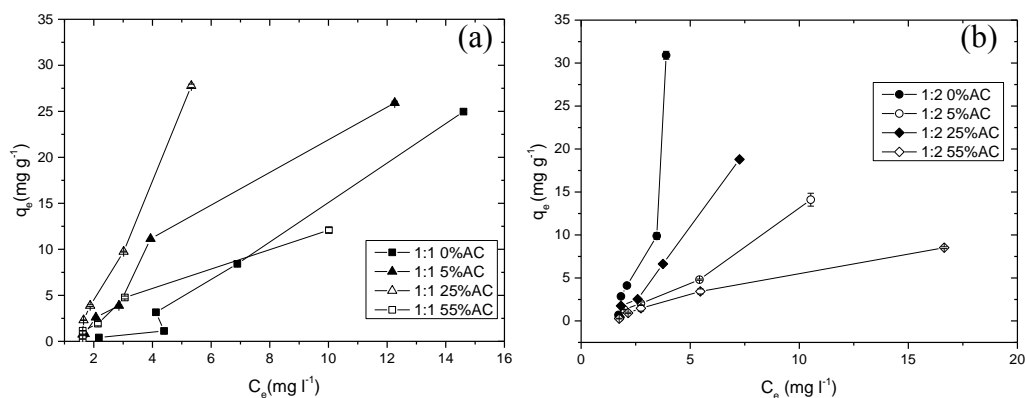 (a)
35
30
25
20
15
10
5
0
qe(mg g-1)
1:1 0%AC
1:1 5%AC
1:1 25%AC
1:1 55%AC
2 4 6 8 10 12 14 16
Ce(mg l-1)
(b)
35
30
25
20
15
10
5
0
qe(mg g-1)
1:2 0%AC
1:2 5%AC
1:2 25%AC
1:2 55%AC
0 5 10 15 20
Ce(mg l-1)